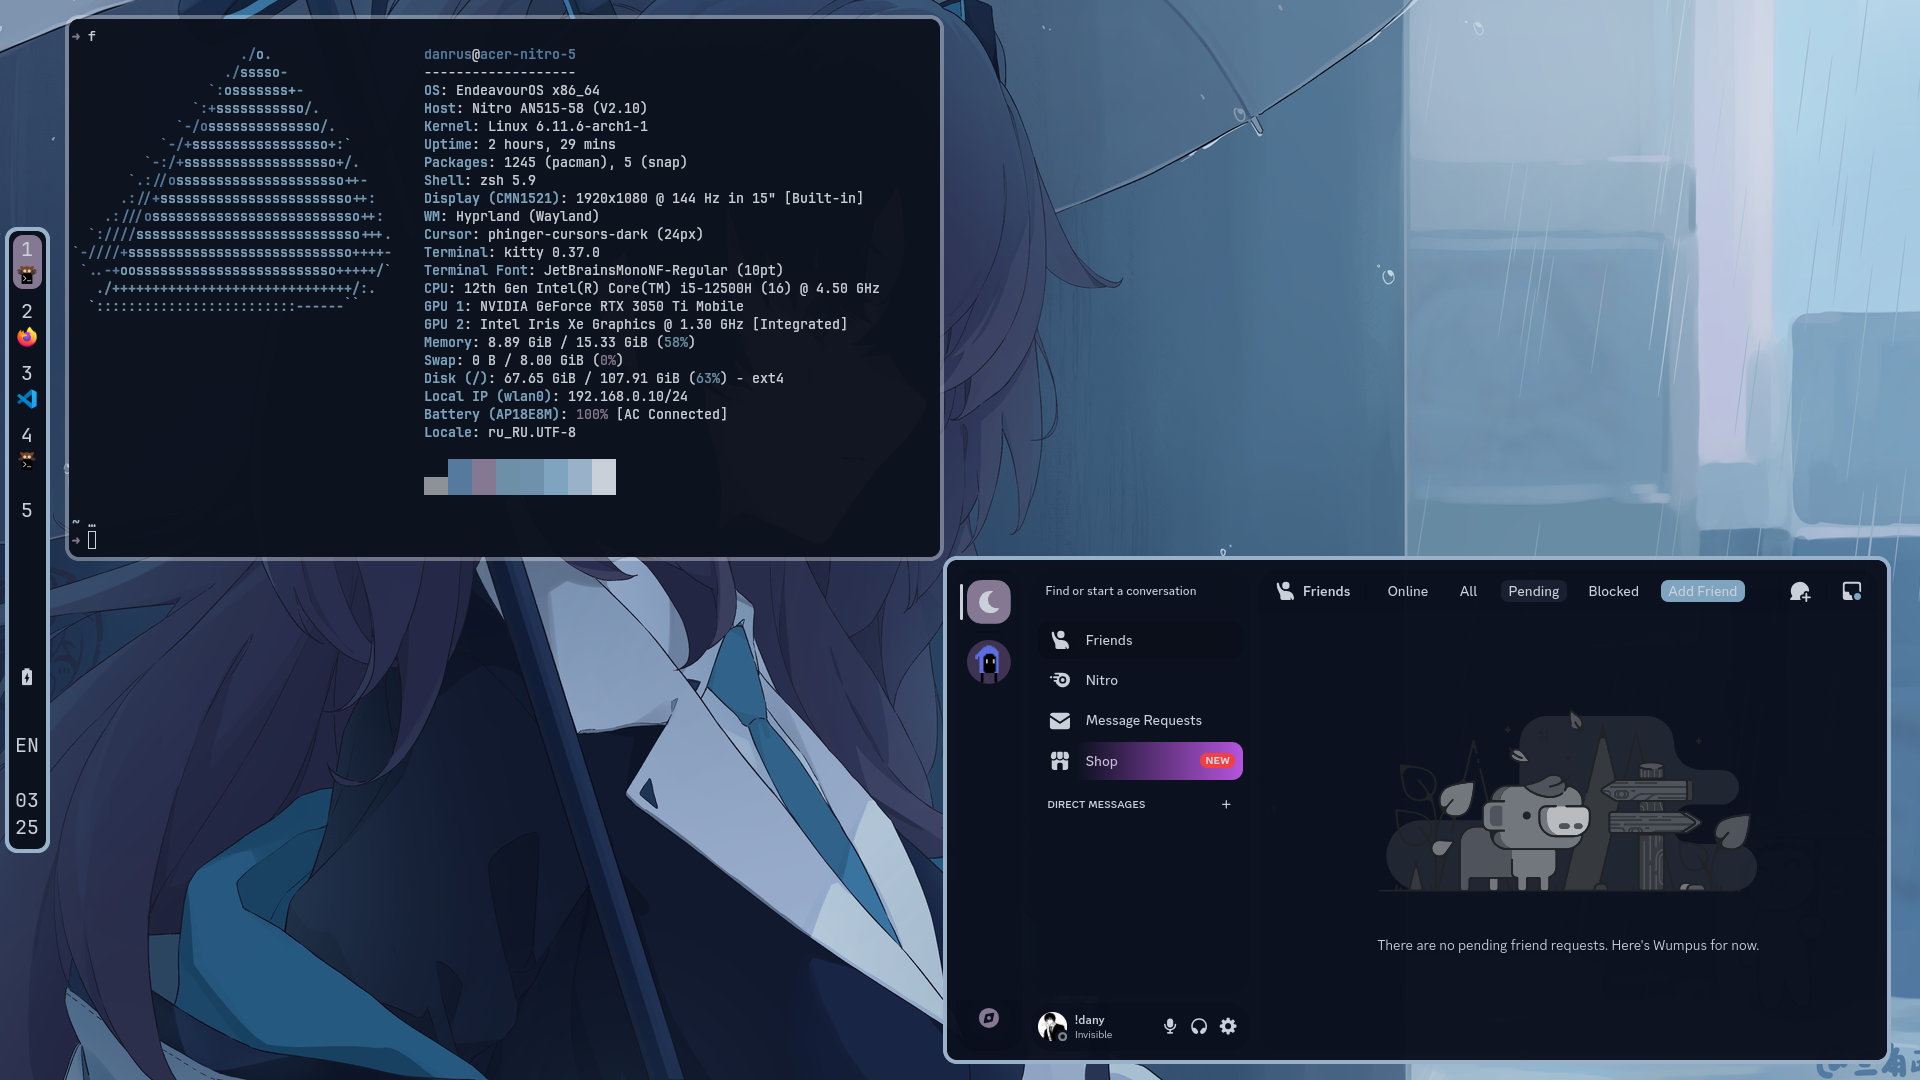 ➜ f
./o.
./sssso-
`:osssssss+-
`:+sssssssssso/.
`-/ossssssssssssso/.
`-/+sssssssssssssssso+:`
`-:/+sssssssssssssssssso+/.
`.://osssssssssssssssssssso++-
.://+ssssssssssssssssssssssso++:
.:///ossssssssssssssssssssssssso++:
`:////ssssssssssssssssssssssssssso+++.
`-////+ssssssssssssssssssssssssssso++++-
`..-+oosssssssssssssssssssssssso+++++/`
./++++++++++++++++++++++++++++++/:.
`:::::::::::::::::::::::::------``
danrus@acer-nitro-5
-------------------
OS: EndeavourOS x86_64
Host: Nitro AN515-58 (V2.10)
Kernel: Linux 6.11.6-arch1-1
Uptime: 2 hours, 29 mins
Packages: 1245 (pacman), 5 (snap)
Shell: zsh 5.9
Display (CMN1521): 1920x1080 @ 144 Hz in 15" [Built-in]
WM: Hyprland (Wayland)
Cursor: phinger-cursors-dark (24px)
Terminal: kitty 0.37.0
Terminal Font: JetBrainsMonoNF-Regular (10pt)
CPU: 12th Gen Intel(R) Core(TM) i5-12500H (16) @ 4.50 GHz
GPU 1: NVIDIA GeForce RTX 3050 Ti Mobile
GPU 2: Intel Iris Xe Graphics @ 1.30 GHz [Integrated]
Memory: 8.89 GiB / 15.33 GiB (58%)
Swap: 0 B / 8.00 GiB (0%)
Disk (/): 67.65 GiB / 107.91 GiB (63%) - ext4
Local IP (wlan0): 192.168.0.10/24
Battery (AP18E8M): 100% [AC Connected]
Locale: ru_RU.UTF-8
~ …
➜
1
2
3
4
5
EN
03
25
Find or start a conversation
Friends
Nitro
Message Requests
Shop NEW
DIRECT MESSAGES +
!dany
Invisible
Friends Online All Pending Blocked Add Friend
There are no pending friend requests. Here's Wumpus for now.